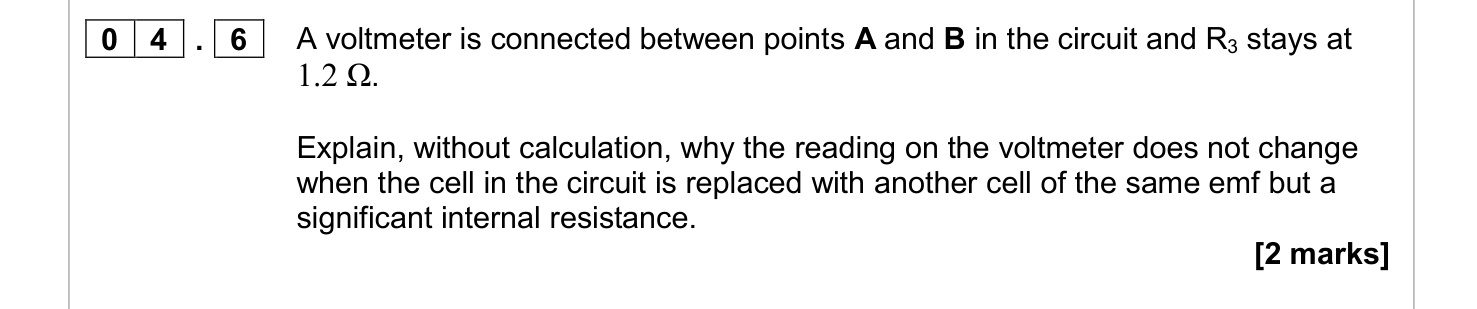 0 4 . 6 A voltmeter is connected between points A and B in the circuit and R₃ stays at
1.2 Ω.
Explain, without calculation, why the reading on the voltmeter does not change
when the cell in the circuit is replaced with another cell of the same emf but a
significant internal resistance.
[2 marks]